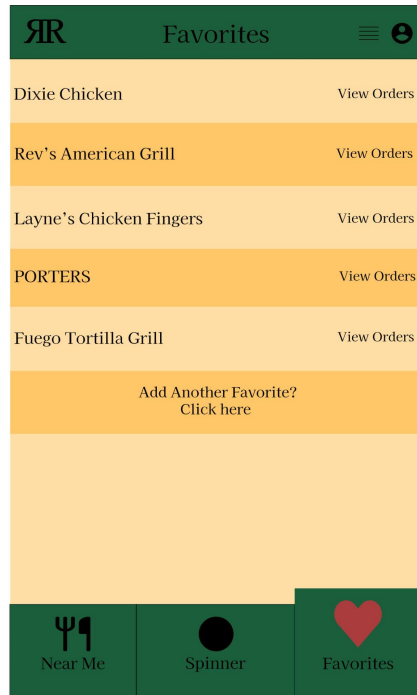 ЯR Favorites
Dixie Chicken View Orders
Rev's American Grill View Orders
Layne's Chicken Fingers View Orders
PORTERS View Orders
Fuego Tortilla Grill View Orders
Add Another Favorite?
Click here
Near Me Spinner Favorites